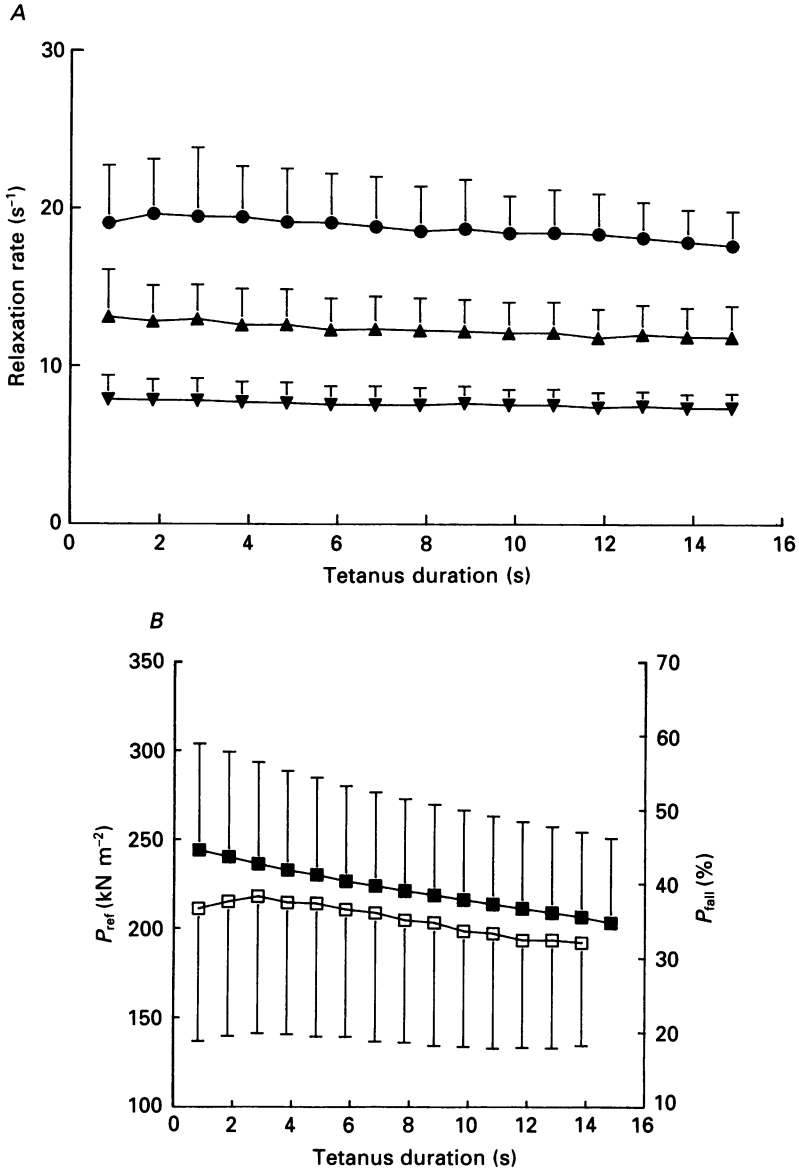 A
30
20
10
0
Relaxation rate (s⁻¹)
0 2 4 6 8 10 12 14 16
Tetanus duration (s)
B
350
300
250
200
150
100
P_ref (kN m⁻²)
70
60
50
40
30
20
10
P_fall (%)
0 2 4 6 8 10 12 14 16
Tetanus duration (s)